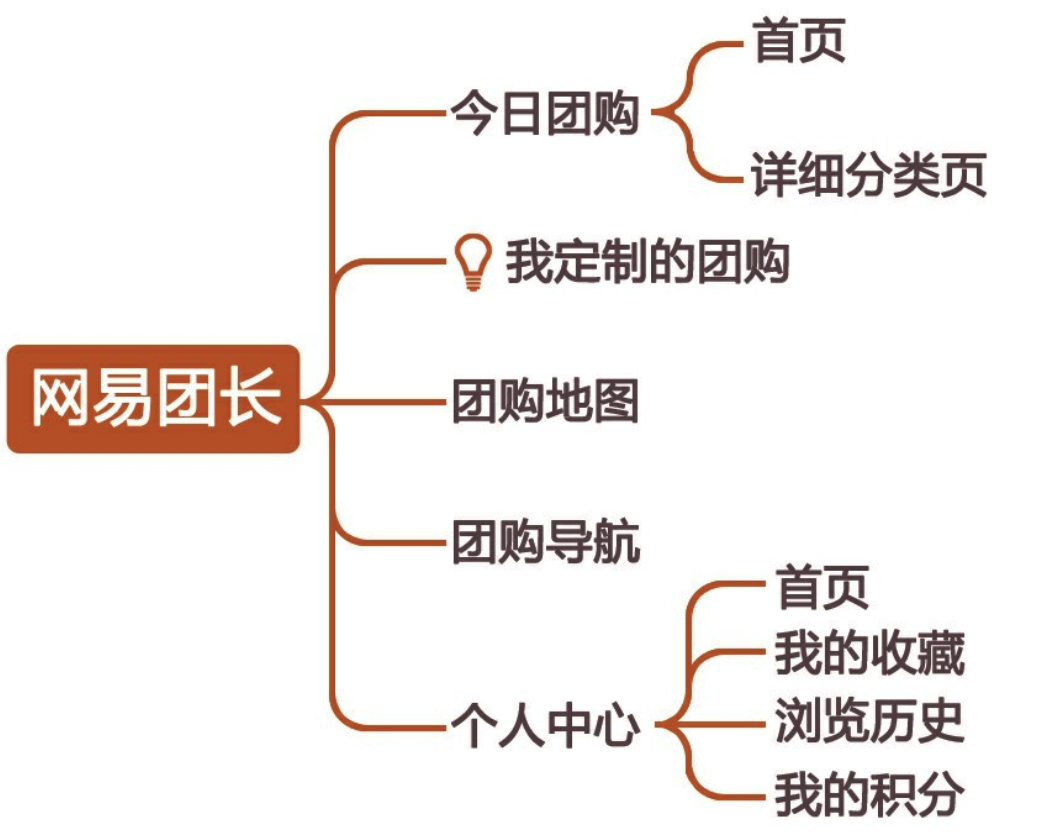 网易团长
今日团购
首页
详细分类页
我定制的团购
团购地图
团购导航
个人中心
首页
我的收藏
浏览历史
我的积分